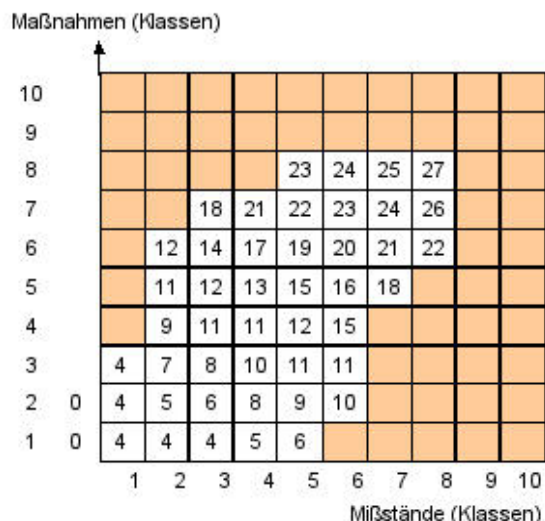 Maßnahmen (Klassen)
10
9
8 23 24 25 27
7 18 21 22 23 24 26
6 12 14 17 19 20 21 22
5 11 12 13 15 16 18
4 9 11 11 12 15
3 4 7 8 10 11 11
2 0 4 5 6 8 9 10
1 0 4 4 4 5 6
1 2 3 4 5 6 7 8 9 10
Mißstände (Klassen)